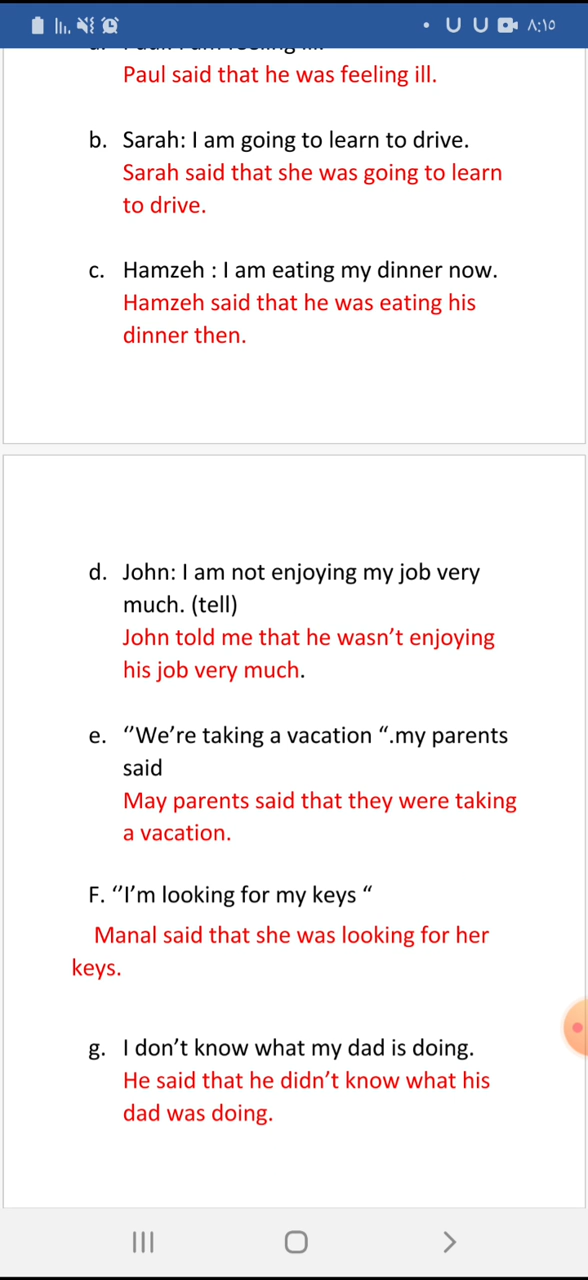 U U ٨:١٥
Paul said that he was feeling ill.
b. Sarah: I am going to learn to drive.
Sarah said that she was going to learn
to drive.
c. Hamzeh : I am eating my dinner now.
Hamzeh said that he was eating his
dinner then.
d. John: I am not enjoying my job very
much. (tell)
John told me that he wasn’t enjoying
his job very much.
e. “We’re taking a vacation “.my parents
said
May parents said that they were taking
a vacation.
F. “I’m looking for my keys “
Manal said that she was looking for her
keys.
g. I don’t know what my dad is doing.
He said that he didn’t know what his
dad was doing.